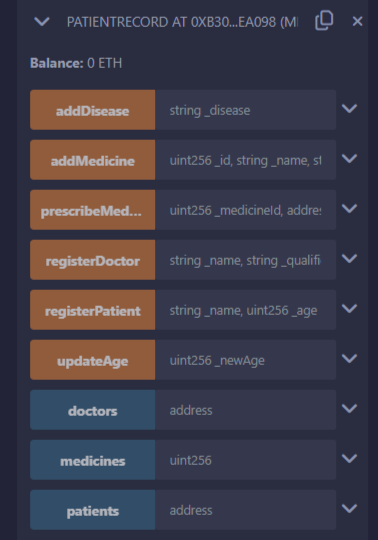 PATIENTRECORD AT 0XB30...EA098 (M
Balance: 0 ETH
addDisease string _disease
addMedicine uint256 _id, string _name, st
prescribeMed... uint256 _medicineId, addres
registerDoctor string _name, string _qualifi
registerPatient string _name, uint256 _age
updateAge uint256 _newAge
doctors address
medicines uint256
patients address